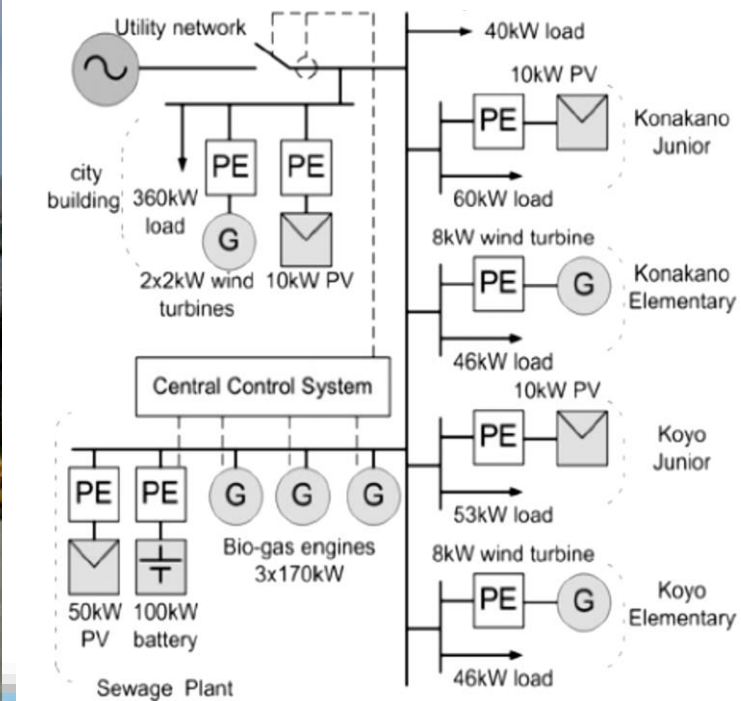 Utility network
40kW load
10kW PV
PE
Konakano
Junior
60kW load
city
building
360kW
load
PE
PE
G
2x2kW wind
turbines
10kW PV
8kW wind turbine
PE
G
Konakano
Elementary
46kW load
Central Control System
10kW PV
PE
Koyo
Junior
53kW load
PE
PE
G
G
G
Bio-gas engines
3x170kW
50kW
PV
100kW
battery
Sewage Plant
8kW wind turbine
PE
G
Koyo
Elementary
46kW load